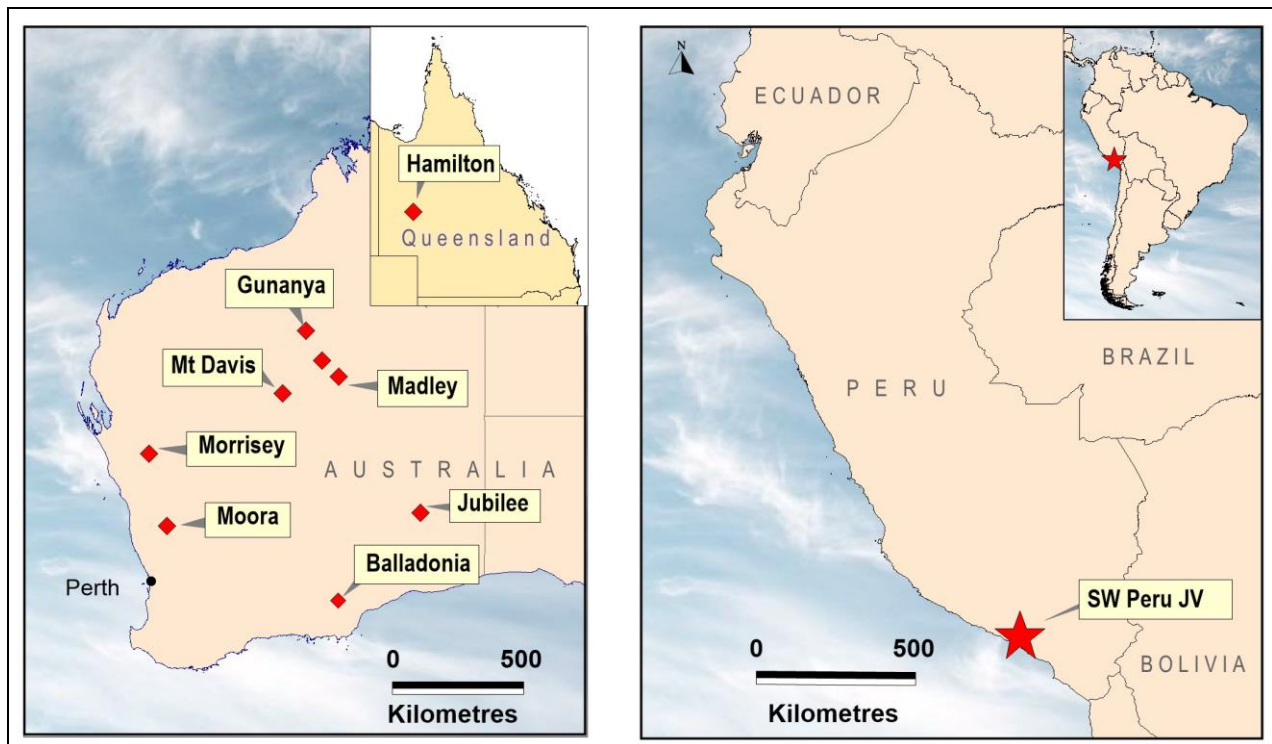 Hamilton
Queensland
Gunanya
Mt Davis
Madley
Morrisey
AUSTRALIA
Jubilee
Moora
Balladonia
Perth
0 500
Kilometres
N
ECUADOR
BRAZIL
PERU
SW Peru JV
0 500
BOLIVIA
Kilometres